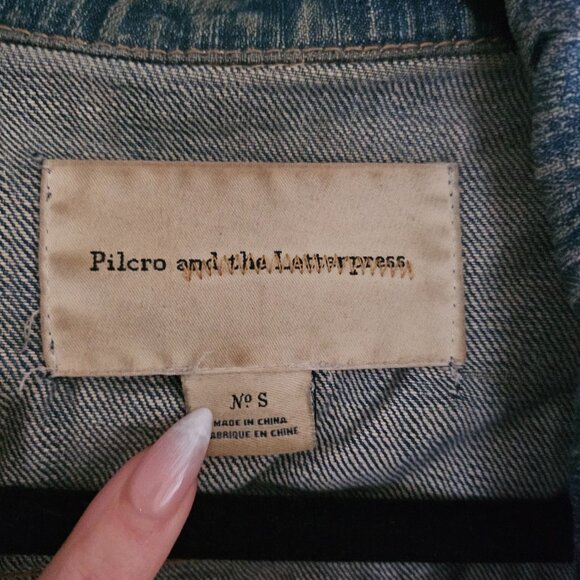 Pilcro and the Letterpress
Nº S
MADE IN CHINA
FABRIQUE EN CHINE